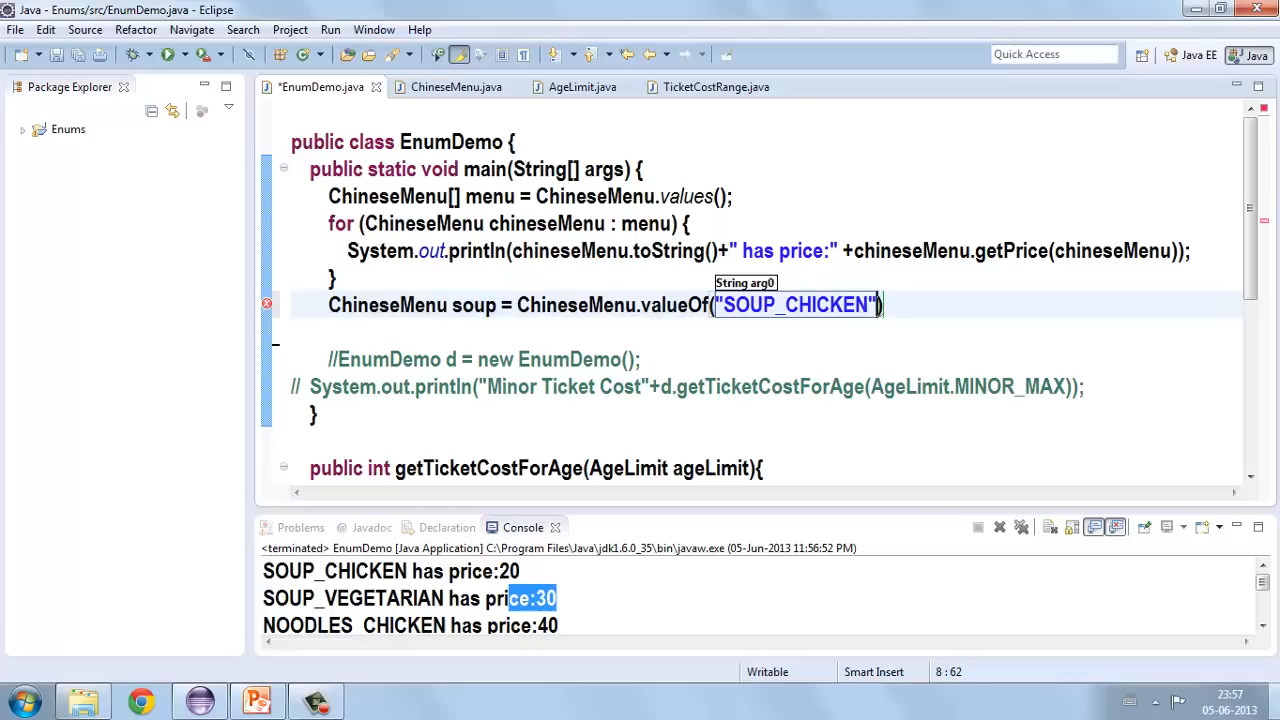 Java - Enums/src/EnumDemo.java - Eclipse
File Edit Source Refactor Navigate Search Project Run Window Help
Quick Access Java EE Java
Package Explorer *EnumDemo.java ChineseMenu.java AgeLimit.java TicketCostRange.java
Enums
public class EnumDemo {
public static void main(String[] args) {
ChineseMenu[] menu = ChineseMenu.values();
for (ChineseMenu chineseMenu : menu) {
System.out.println(chineseMenu.toString()+" has price:" +chineseMenu.getPrice(chineseMenu));
}
String arg0
ChineseMenu soup = ChineseMenu.valueOf("SOUP_CHICKEN")
//EnumDemo d = new EnumDemo();
// System.out.println("Minor Ticket Cost"+d.getTicketCostForAge(AgeLimit.MINOR_MAX));
}
public int getTicketCostForAge(AgeLimit ageLimit){
Problems Javadoc Declaration Console
<terminated> EnumDemo [Java Application] C:\Program Files\Java\jdk1.6.0_35\bin\javaw.exe (05-Jun-2013 11:56:52 PM)
SOUP_CHICKEN has price:20
SOUP_VEGETARIAN has price:30
NOODLES_CHICKEN has price:40
Writable Smart Insert 8 : 62
23:57
05-06-2013